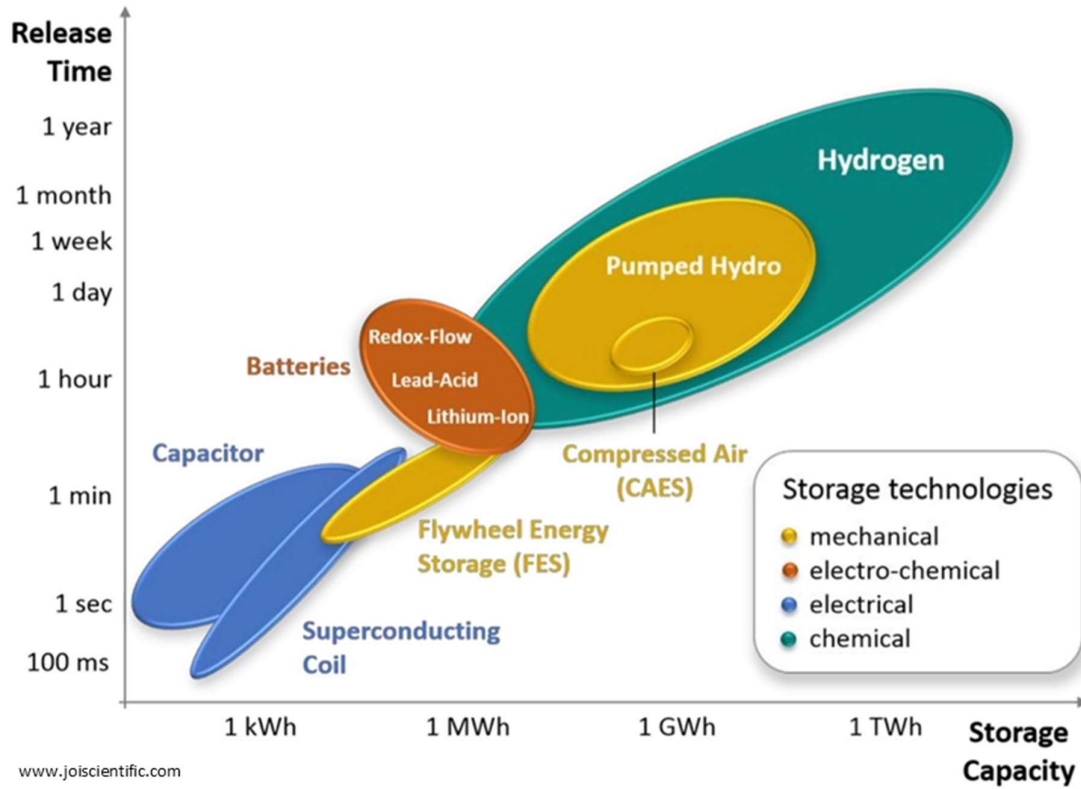 Release
Time
1 year
1 month
1 week
1 day
1 hour
1 min
1 sec
100 ms
Hydrogen
Pumped Hydro
Redox-Flow
Batteries
Lead-Acid
Lithium-Ion
Capacitor
Compressed Air
(CAES)
Flywheel Energy
Storage (FES)
Superconducting
Coil
Storage technologies
mechanical
electro-chemical
electrical
chemical
1 kWh
1 MWh
1 GWh
1 TWh
Storage
Capacity
www.joiscientific.com